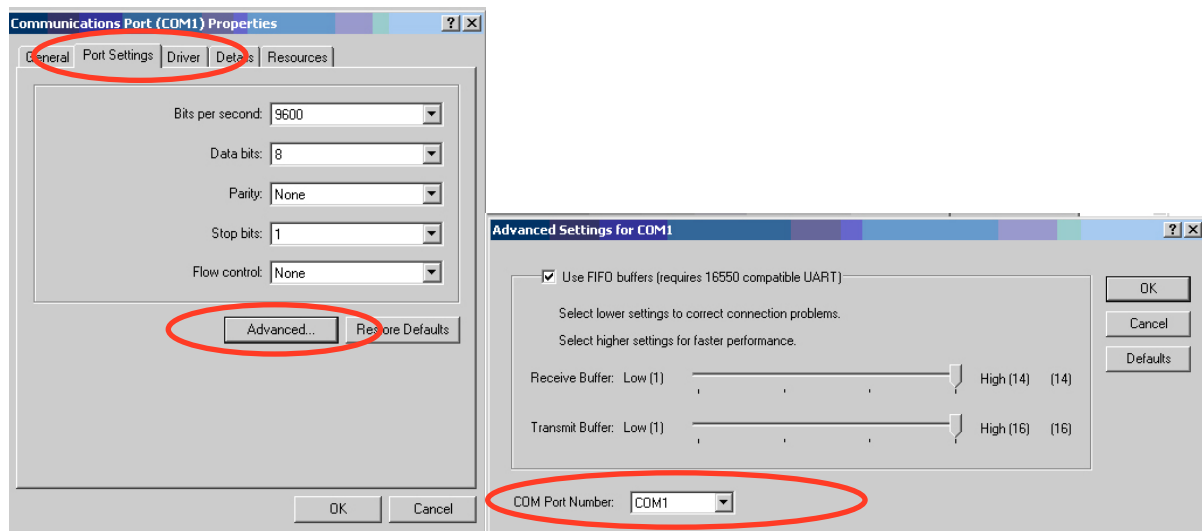 Communications Port (COM1) Properties
General Port Settings Driver Details Resources
Bits per second: 9600
Data bits: 8
Parity: None
Stop bits: 1
Flow control: None
Advanced... Restore Defaults
OK Cancel
Advanced Settings for COM1
Use FIFO buffers (requires 16550 compatible UART)
Select lower settings to correct connection problems.
Select higher settings for faster performance.
Receive Buffer: Low (1) High (14) (14)
Transmit Buffer: Low (1) High (16) (16)
COM Port Number: COM1
OK
Cancel
Defaults